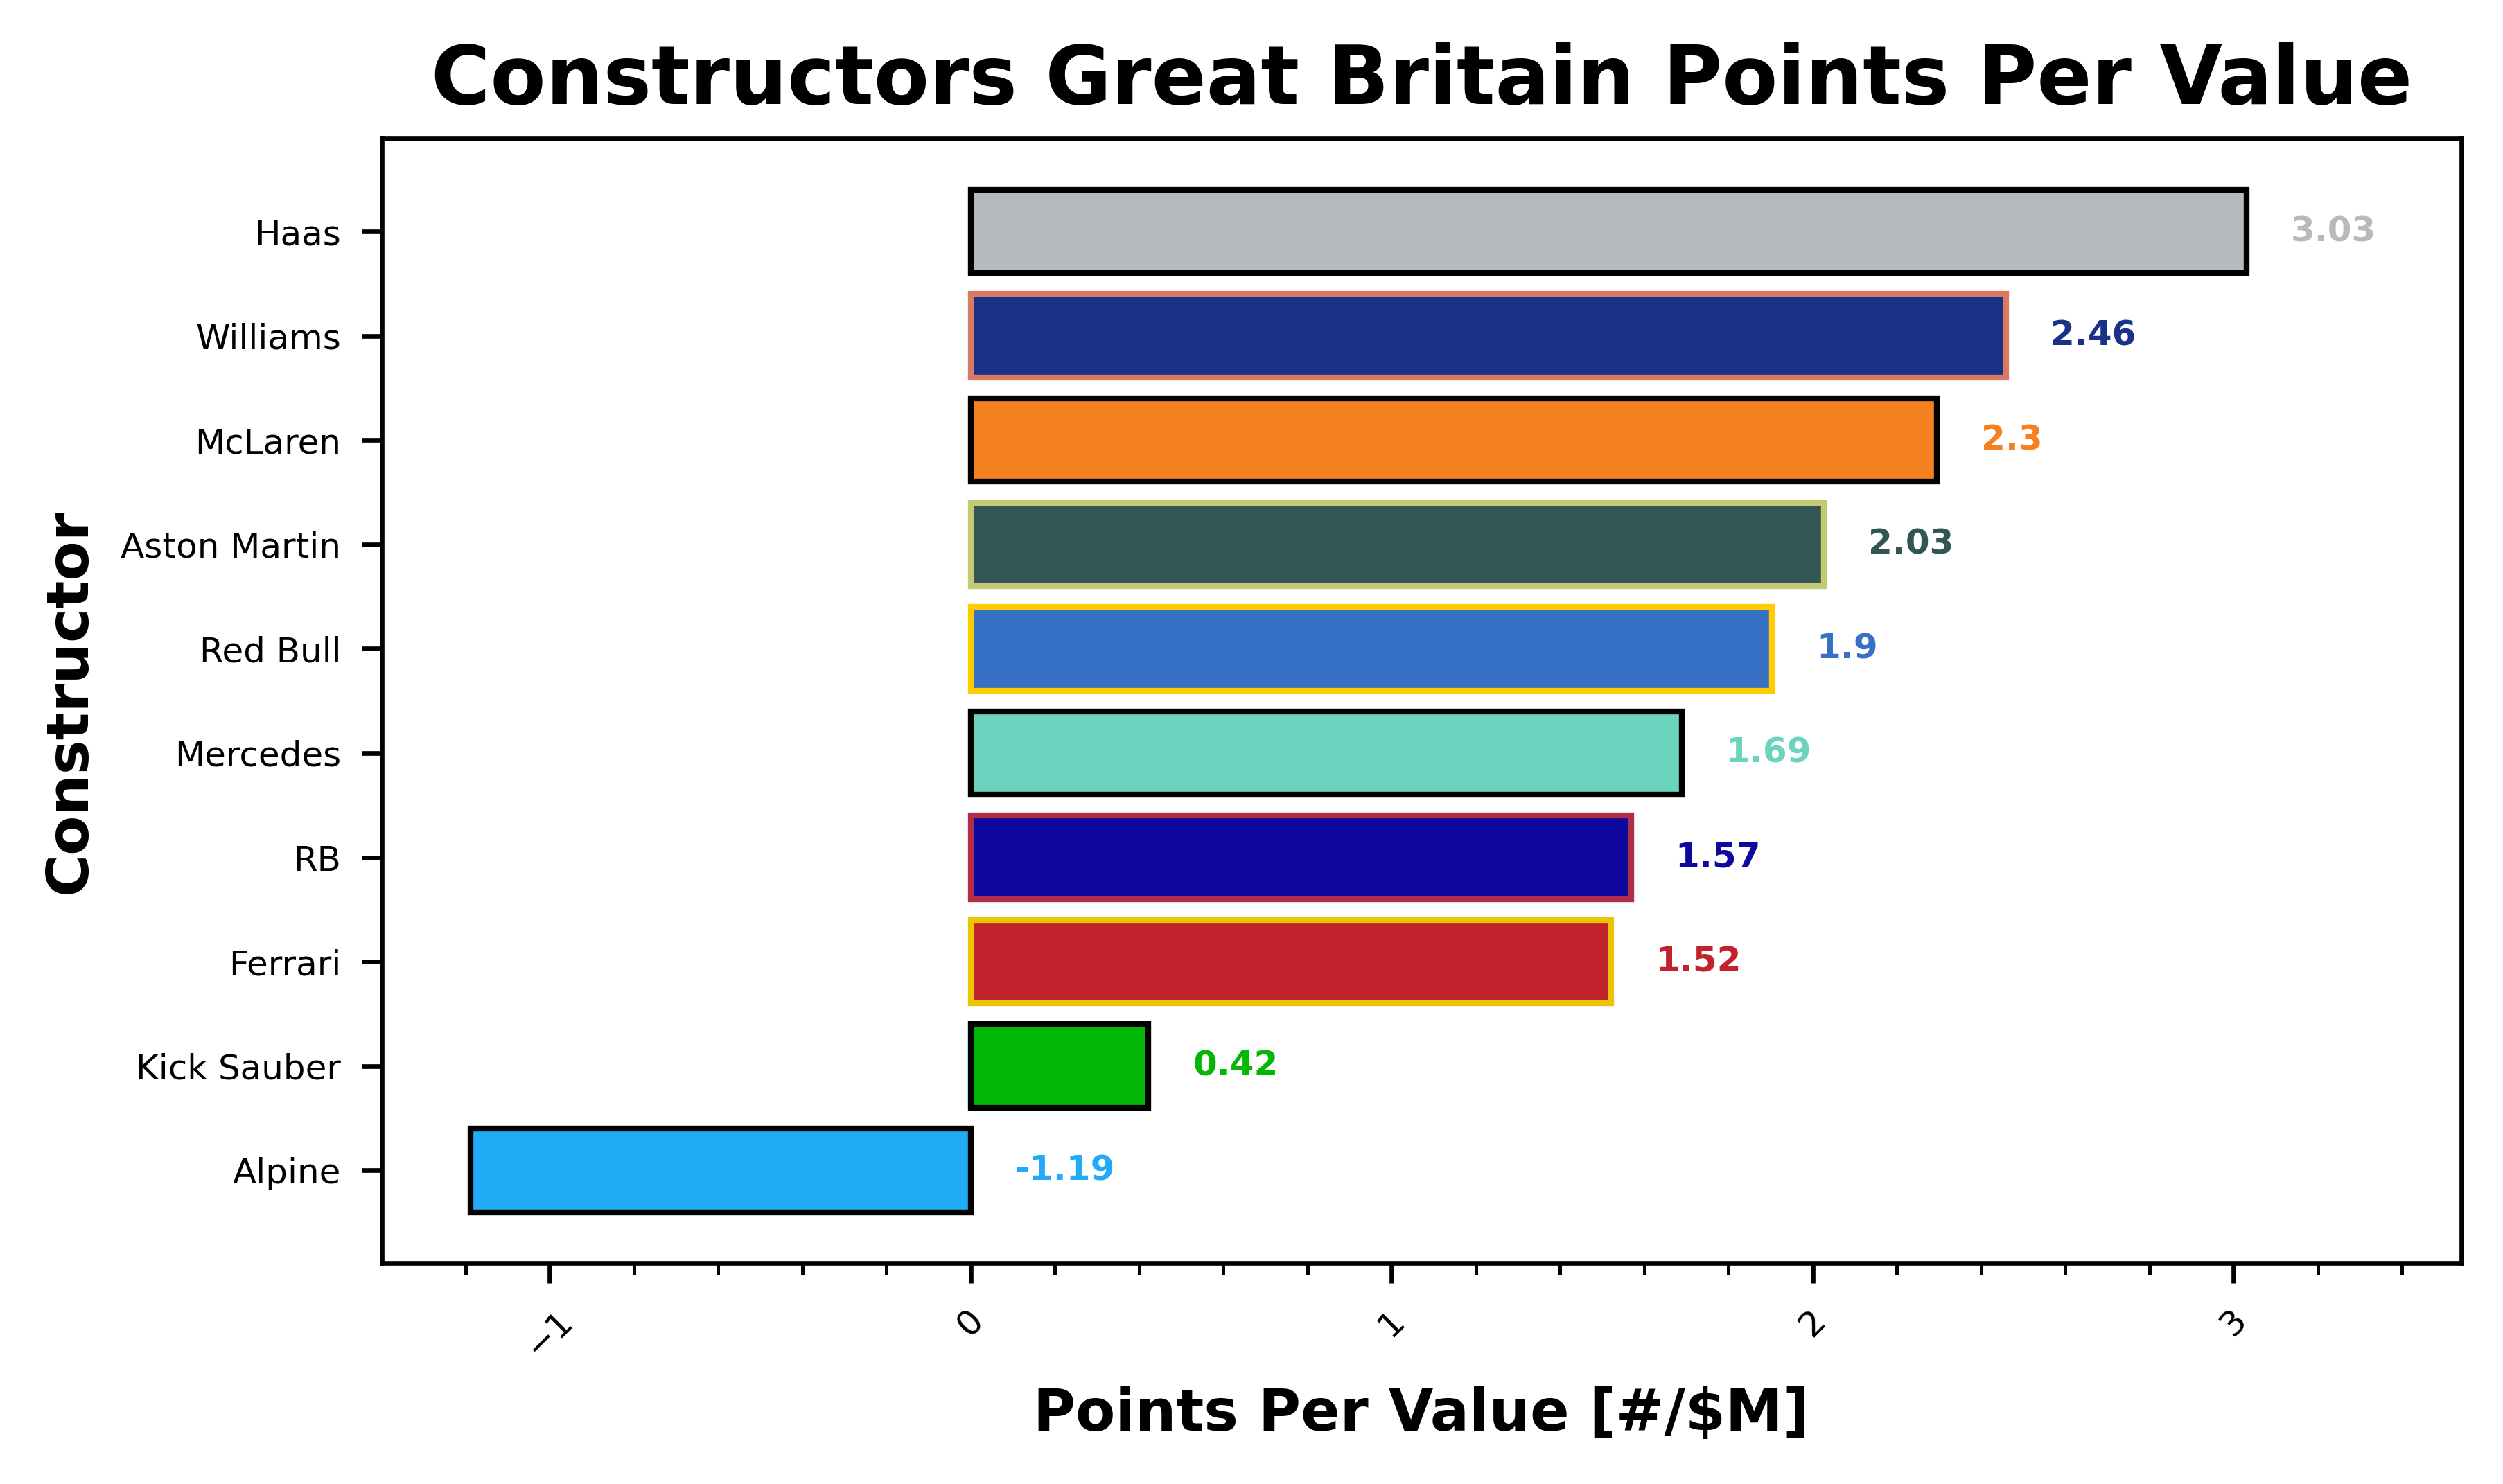 Constructors Great Britain Points Per Value
Constructor
Haas 3.03
Williams 2.46
McLaren 2.3
Aston Martin 2.03
Red Bull 1.9
Mercedes 1.69
RB 1.57
Ferrari 1.52
Kick Sauber 0.42
Alpine -1.19
−1 0 1 2 3
Points Per Value [#/$M]